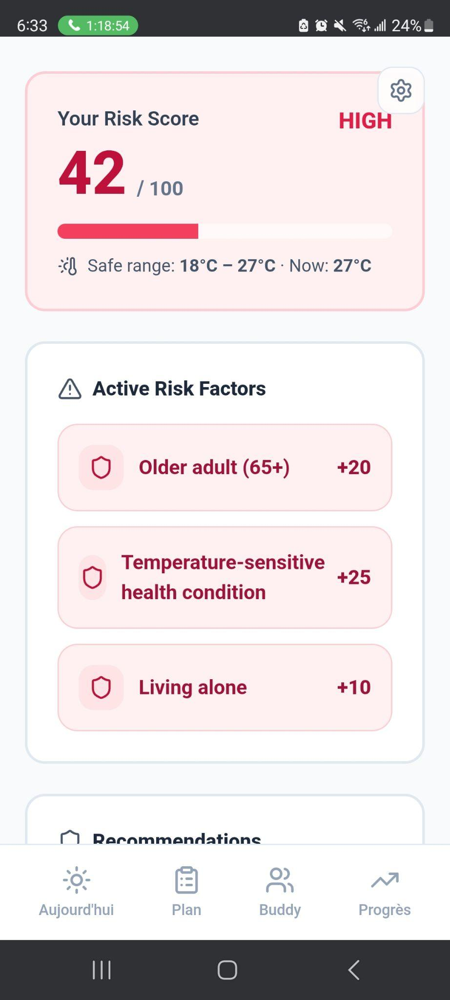 6:33 1:18:54 24%
Your Risk Score HIGH
42 / 100
Safe range: 18°C – 27°C · Now: 27°C
Active Risk Factors
Older adult (65+) +20
Temperature-sensitive
health condition +25
Living alone +10
Recommendations
Aujourd'hui Plan Buddy Progrès